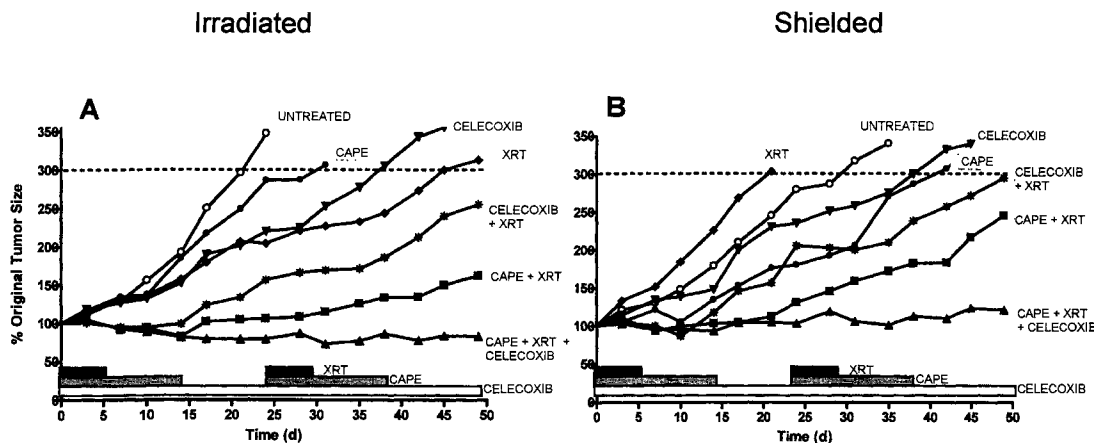 Irradiated
Shielded
A
UNTREATED
CELECOXIB
CAPE
XRT
CELECOXIB
+ XRT
CAPE + XRT
CAPE + XRT +
CELECOXIB
XRT
CAPE
CELECOXIB
% Original Tumor Size
350
300
250
200
150
100
50
0
0 5 10 15 20 25 30 35 40 45 50
Time (d)
B
UNTREATED
CELECOXIB
XRT
CAPE
CELECOXIB
+ XRT
CAPE + XRT
CAPE + XRT
+ CELECOXIB
XRT
CAPE
CELECOXIB
350
300
250
200
150
100
50
0
0 5 10 15 20 25 30 35 40 45 50
Time (d)